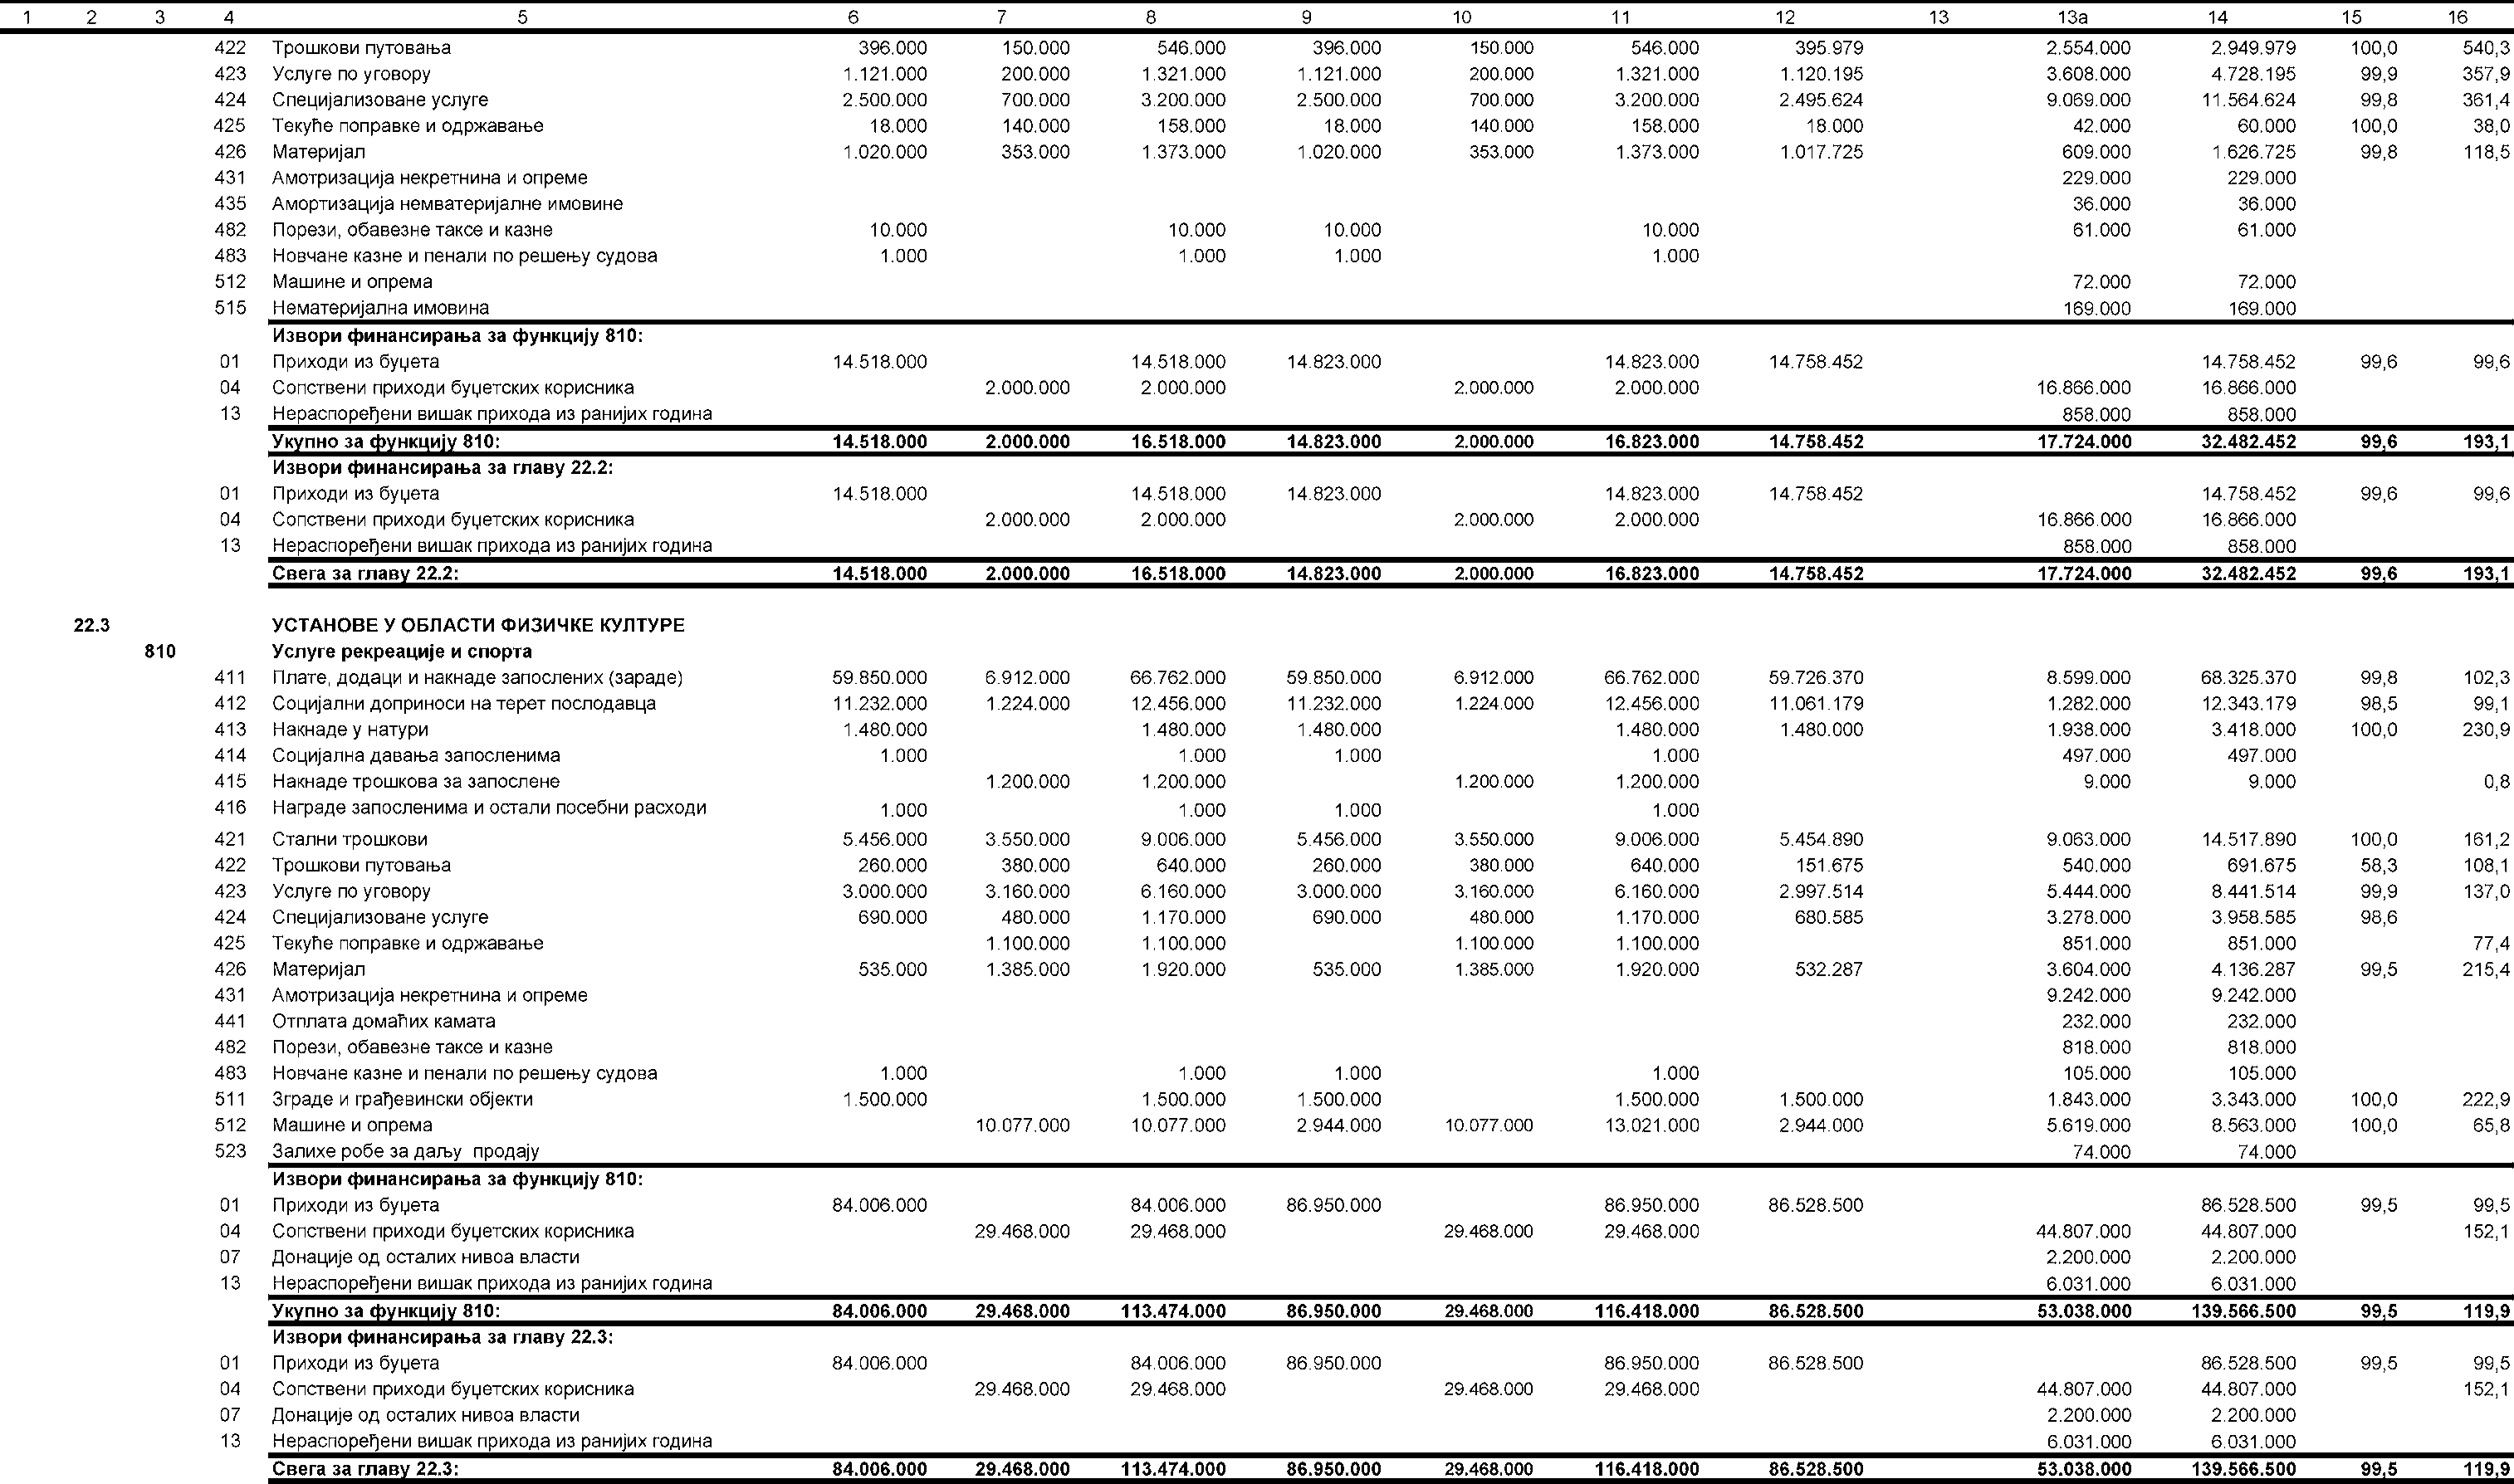 1 2 3 4 5 6 7 8 9 10 11 12 13 13a 14 15 16
422 Трошкови путовања 396.000 150.000 546.000 396.000 150.000 546.000 395.979 2.554.000 2.949.979 100,0 540,3
423 Услуге по уговору 1.121.000 200.000 1.321.000 1.121.000 200.000 1.321.000 1.120.195 3.608.000 4.728.195 99,9 357,9
424 Специјализоване услуге 2.500.000 700.000 3.200.000 2.500.000 700.000 3.200.000 2.495.624 9.069.000 11.564.624 99,8 361,4
425 Текуће поправке и одржавање 18.000 140.000 158.000 18.000 140.000 158.000 18.000 42.000 60.000 100,0 38,0
426 Материјал 1.020.000 353.000 1.373.000 1.020.000 353.000 1.373.000 1.017.725 609.000 1.626.725 99,8 118,5
431 Амотризација некретнина и опреме 229.000 229.000
435 Амортизација немватеријалне имовине 36.000 36.000
482 Порези, обавезне таксе и казне 10.000 10.000 10.000 10.000 61.000 61.000
483 Новчане казне и пенали по решењу судова 1.000 1.000 1.000 1.000
512 Машине и опрема 72.000 72.000
515 Нематеријална имовина 169.000 169.000
Извори финансирања за функцију 810:
01 Приходи из буџета 14.518.000 14.518.000 14.823.000 14.823.000 14.758.452 14.758.452 99,6 99,6
04 Сопствени приходи буџетских корисника 2.000.000 2.000.000 2.000.000 2.000.000 16.866.000 16.866.000
13 Нераспоређени вишак прихода из ранијих година 858.000 858.000
Укупно за функцију 810: 14.518.000 2.000.000 16.518.000 14.823.000 2.000.000 16.823.000 14.758.452 17.724.000 32.482.452 99,6 193,1
Извори финансирања за главу 22.2:
01 Приходи из буџета 14.518.000 14.518.000 14.823.000 14.823.000 14.758.452 14.758.452 99,6 99,6
04 Сопствени приходи буџетских корисника 2.000.000 2.000.000 2.000.000 2.000.000 16.866.000 16.866.000
13 Нераспоређени вишак прихода из ранијих година 858.000 858.000
Свега за главу 22.2: 14.518.000 2.000.000 16.518.000 14.823.000 2.000.000 16.823.000 14.758.452 17.724.000 32.482.452 99,6 193,1
22.3 УСТАНОВЕ У ОБЛАСТИ ФИЗИЧКЕ КУЛТУРЕ
810 Услуге рекреације и спорта
411 Плате, додаци и накнаде запослених (зараде) 59.850.000 6.912.000 66.762.000 59.850.000 6.912.000 66.762.000 59.726.370 8.599.000 68.325.370 99,8 102,3
412 Социјални доприноси на терет послодавца 11.232.000 1.224.000 12.456.000 11.232.000 1.224.000 12.456.000 11.061.179 1.282.000 12.343.179 98,5 99,1
413 Накнаде у натури 1.480.000 1.480.000 1.480.000 1.480.000 1.480.000 1.938.000 3.418.000 100,0 230,9
414 Социјална давања запосленима 1.000 1.000 1.000 1.000 497.000 497.000
415 Накнаде трошкова за запослене 1.200.000 1.200.000 1.200.000 1.200.000 9.000 9.000 0,8
416 Награде запосленима и остали посебни расходи 1.000 1.000 1.000 1.000
421 Стални трошкови 5.456.000 3.550.000 9.006.000 5.456.000 3.550.000 9.006.000 5.454.890 9.063.000 14.517.890 100,0 161,2
422 Трошкови путовања 260.000 380.000 640.000 260.000 380.000 640.000 151.675 540.000 691.675 58,3 108,1
423 Услуге по уговору 3.000.000 3.160.000 6.160.000 3.000.000 3.160.000 6.160.000 2.997.514 5.444.000 8.441.514 99,9 137,0
424 Специјализоване услуге 690.000 480.000 1.170.000 690.000 480.000 1.170.000 680.585 3.278.000 3.958.585 98,6
425 Текуће поправке и одржавање 1.100.000 1.100.000 1.100.000 1.100.000 851.000 851.000 77,4
426 Материјал 535.000 1.385.000 1.920.000 535.000 1.385.000 1.920.000 532.287 3.604.000 4.136.287 99,5 215,4
431 Амотризација некретнина и опреме 9.242.000 9.242.000
441 Отплата домаћих камата 232.000 232.000
482 Порези, обавезне таксе и казне 818.000 818.000
483 Новчане казне и пенали по решењу судова 1.000 1.000 1.000 1.000 105.000 105.000
511 Зграде и грађевински објекти 1.500.000 1.500.000 1.500.000 1.500.000 1.500.000 1.843.000 3.343.000 100,0 222,9
512 Машине и опрема 10.077.000 10.077.000 2.944.000 10.077.000 13.021.000 2.944.000 5.619.000 8.563.000 100,0 65,8
523 Залихе робе за даљу продају 74.000 74.000
Извори финансирања за функцију 810:
01 Приходи из буџета 84.006.000 84.006.000 86.950.000 86.950.000 86.528.500 86.528.500 99,5 99,5
04 Сопствени приходи буџетских корисника 29.468.000 29.468.000 29.468.000 29.468.000 44.807.000 44.807.000 152,1
07 Донације од осталих нивоа власти 2.200.000 2.200.000
13 Нераспоређени вишак прихода из ранијих година 6.031.000 6.031.000
Укупно за функцију 810: 84.006.000 29.468.000 113.474.000 86.950.000 29.468.000 116.418.000 86.528.500 53.038.000 139.566.500 99,5 119,9
Извори финансирања за главу 22.3:
01 Приходи из буџета 84.006.000 84.006.000 86.950.000 86.950.000 86.528.500 86.528.500 99,5 99,5
04 Сопствени приходи буџетских корисника 29.468.000 29.468.000 29.468.000 29.468.000 44.807.000 44.807.000 152,1
07 Донације од осталих нивоа власти 2.200.000 2.200.000
13 Нераспоређени вишак прихода из ранијих година 6.031.000 6.031.000
Свега за главу 22.3: 84.006.000 29.468.000 113.474.000 86.950.000 29.468.000 116.418.000 86.528.500 53.038.000 139.566.500 99,5 119,9